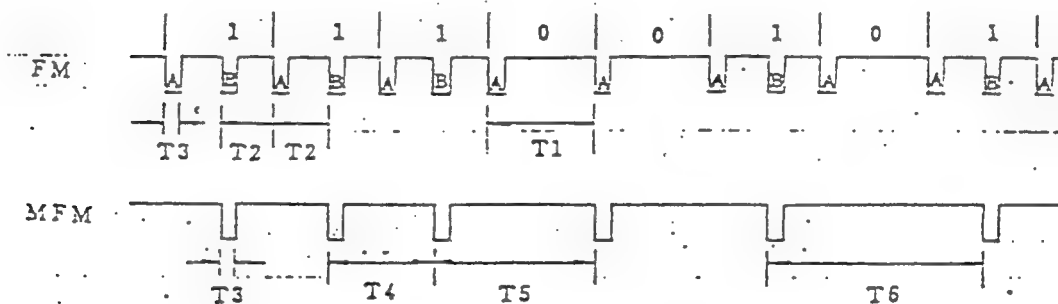 1 1 1 0 0 1 0 1
FM
A B A B A B A A A B A A B A
T3 T2 T2 T1
MFM
T3 T4 T5 T6